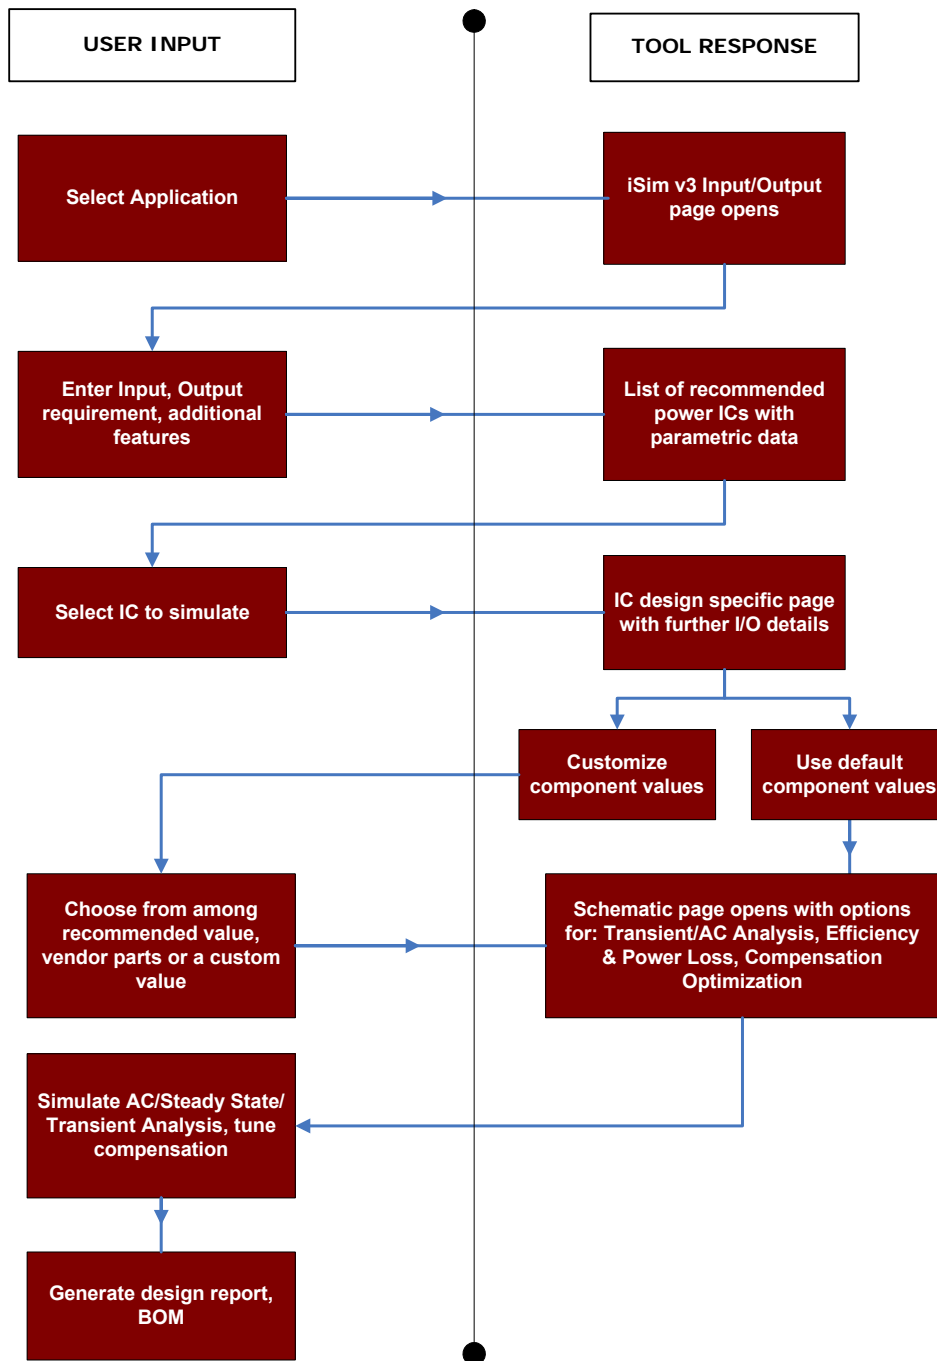 USER INPUT
TOOL RESPONSE
Select Application
iSim v3 Input/Output
page opens
Enter Input, Output
requirement, additional
features
List of recommended
power ICs with
parametric data
Select IC to simulate
IC design specific page
with further I/O details
Customize
component values
Use default
component values
Choose from among
recommended value,
vendor parts or a custom
value
Schematic page opens with options
for: Transient/AC Analysis, Efficiency
& Power Loss, Compensation
Optimization
Simulate AC/Steady State/
Transient Analysis, tune
compensation
Generate design report,
BOM